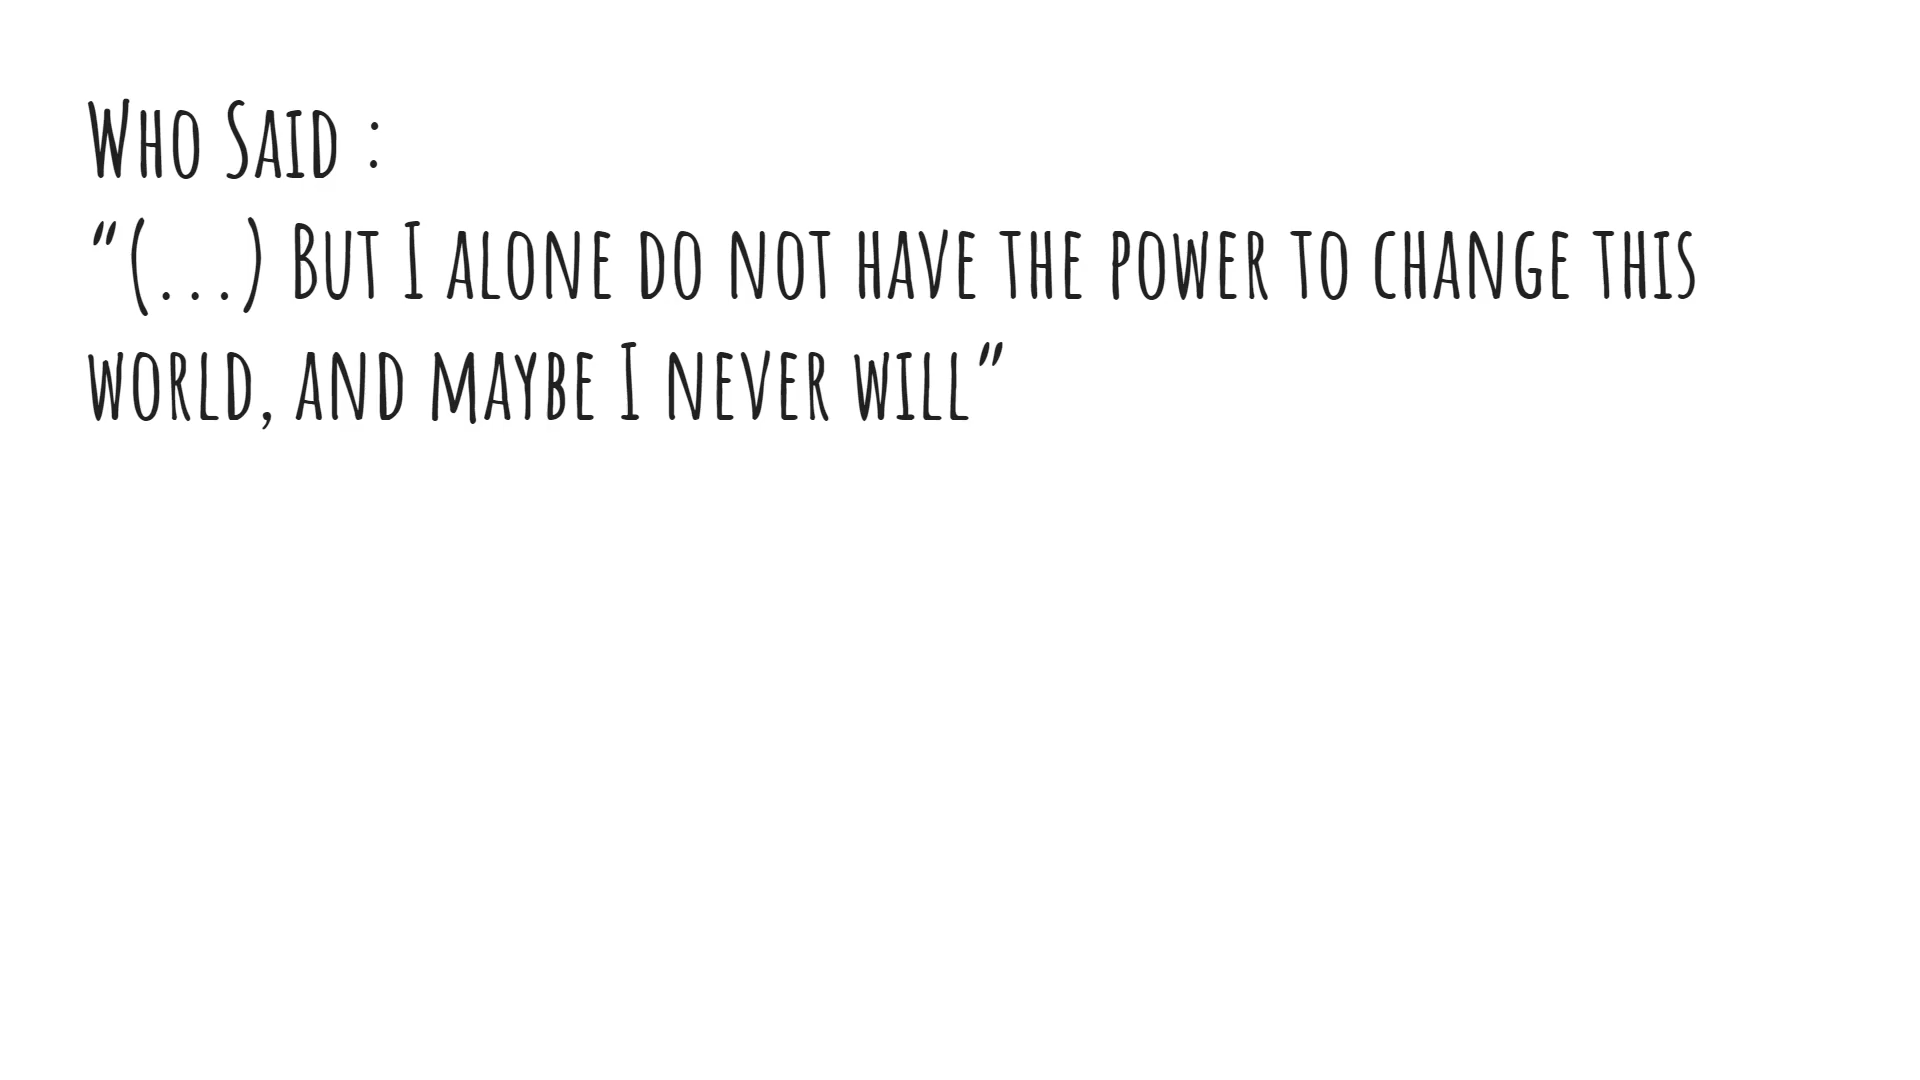 Who Said :
“(...) But I alone do not have the power to change this
world, and maybe I never will”